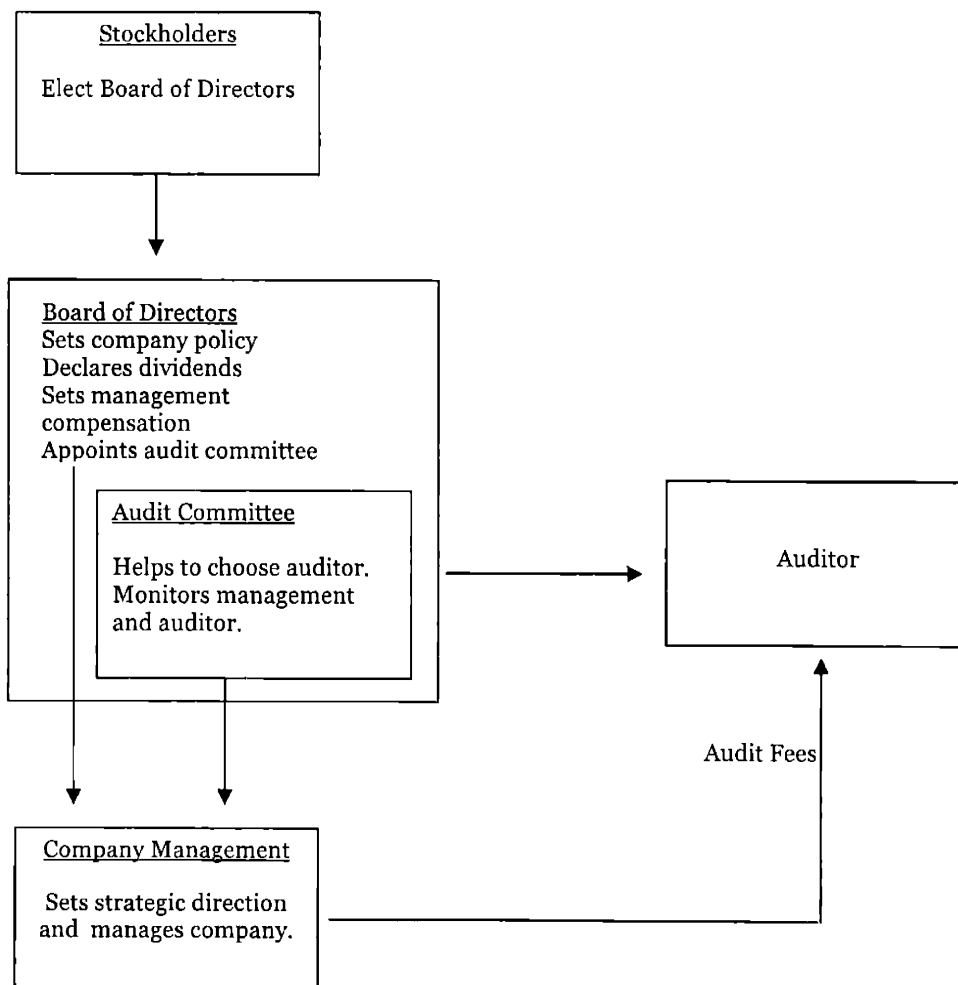 Stockholders
Elect Board of Directors
Board of Directors
Sets company policy
Declares dividends
Sets management
compensation
Appoints audit committee
Audit Committee
Helps to choose auditor.
Monitors management
and auditor.
Auditor
Audit Fees
Company Management
Sets strategic direction
and manages company.